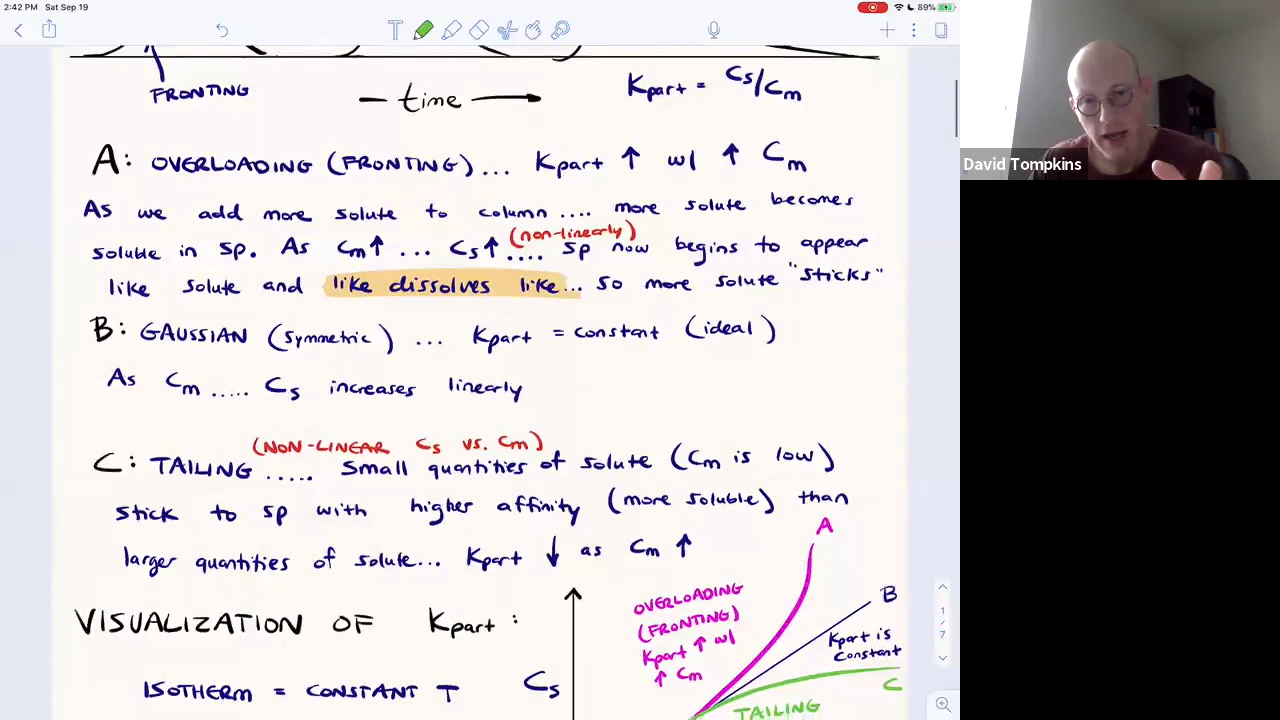 2:42 PM Sat Sep 19
89%
FRONTING
time
Kpart = Cs/Cm
David Tompkins
A: OVERLOADING (FRONTING)... Kpart ↑ w/ ↑ Cm
As we add more solute to column .... more solute becomes
(non-linearly)
soluble in sp. As Cm↑ ... Cs↑ .... sp now begins to appear
like solute and like dissolves like... so more solute "sticks"
B: GAUSSIAN (symmetric) ... Kpart = constant (ideal)
As Cm ..... Cs increases linearly
(NON-LINEAR Cs vs. Cm)
C: TAILING ..... Small quantities of solute (Cm is low)
stick to sp with higher affinity (more soluble) than
larger quantities of solute... Kpart ↓ as Cm ↑
A
OVERLOADING
(FRONTING)
Kpart ↑ w/
↑ Cm
B
Kpart is
constant
C
TAILING
VISUALIZATION OF Kpart :
ISOTHERM = CONSTANT T
Cs
1
/
7